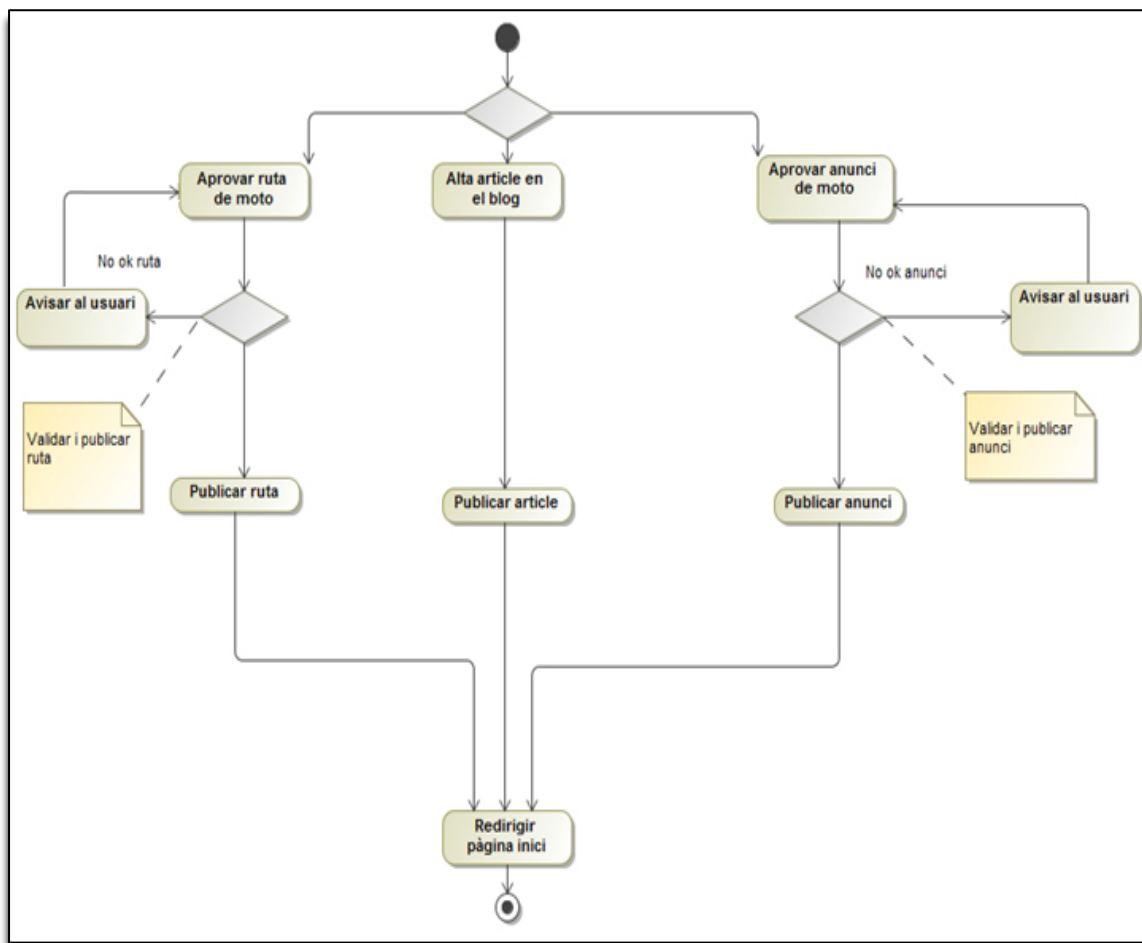 Aprovar ruta
de moto
Alta article en
el blog
Aprovar anunci
de moto
No ok ruta
No ok anunci
Avisar al usuari
Avisar al usuari
Validar i publicar
ruta
Validar i publicar
anunci
Publicar ruta
Publicar article
Publicar anunci
Redirigir
pàgina inici